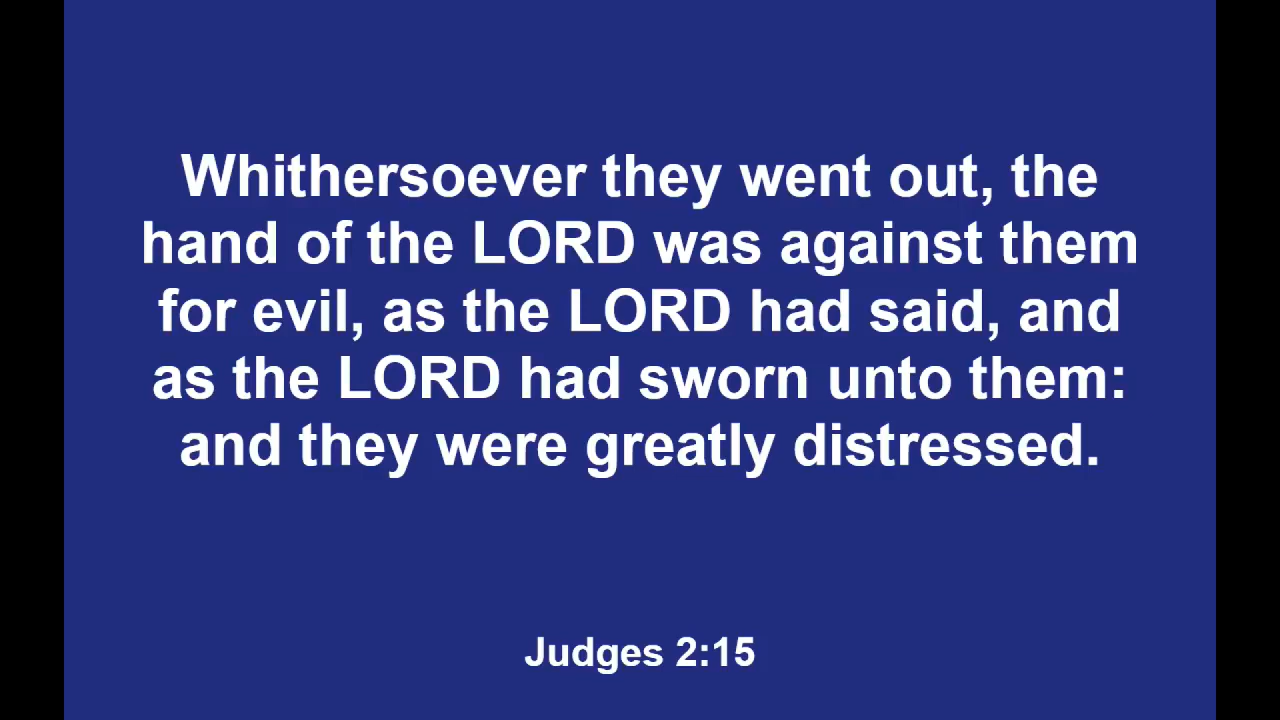 Whithersoever they went out, the
hand of the LORD was against them
for evil, as the LORD had said, and
as the LORD had sworn unto them:
and they were greatly distressed.
Judges 2:15